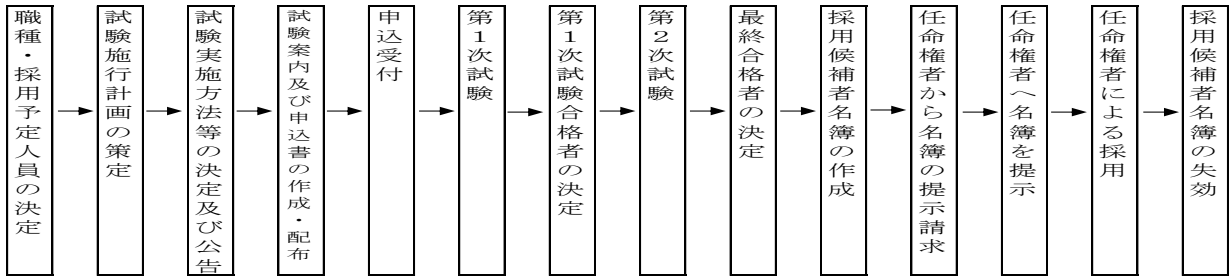 職種・採用予定人員の決定
試験施行計画の策定
試験実施方法等の決定及び公告
試験案内及び申込書の作成・配布
申込受付
第１次試験
第１次試験合格者の決定
第２次試験
最終合格者の決定
採用候補者名簿の作成
任命権者から名簿の提示請求
任命権者へ名簿を提示
任命権者による採用
採用候補者名簿の失効